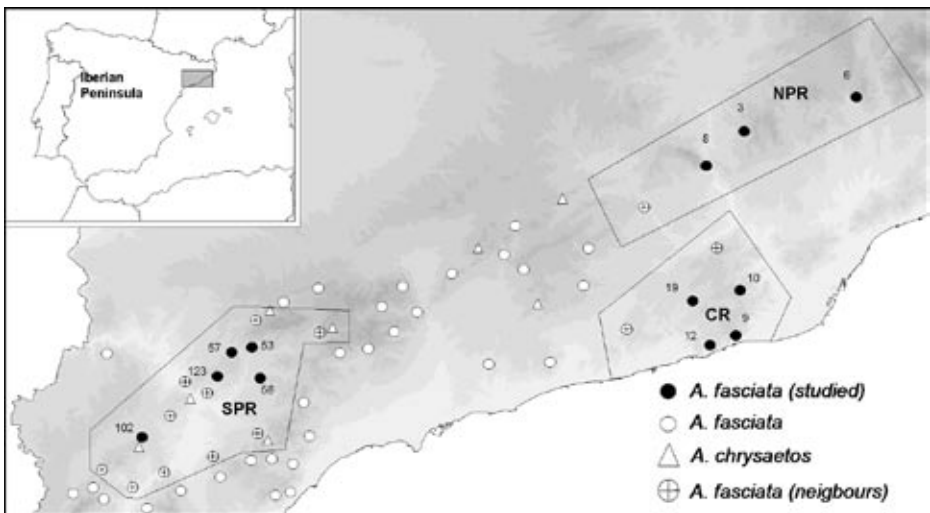 Iberian
Peninsula
NPR
6
3
8
10
19
CR
9
12
57
53
123
68
SPR
102
A. fasciata (studied)
A. fasciata
A. chrysaetos
A. fasciata (neigbours)